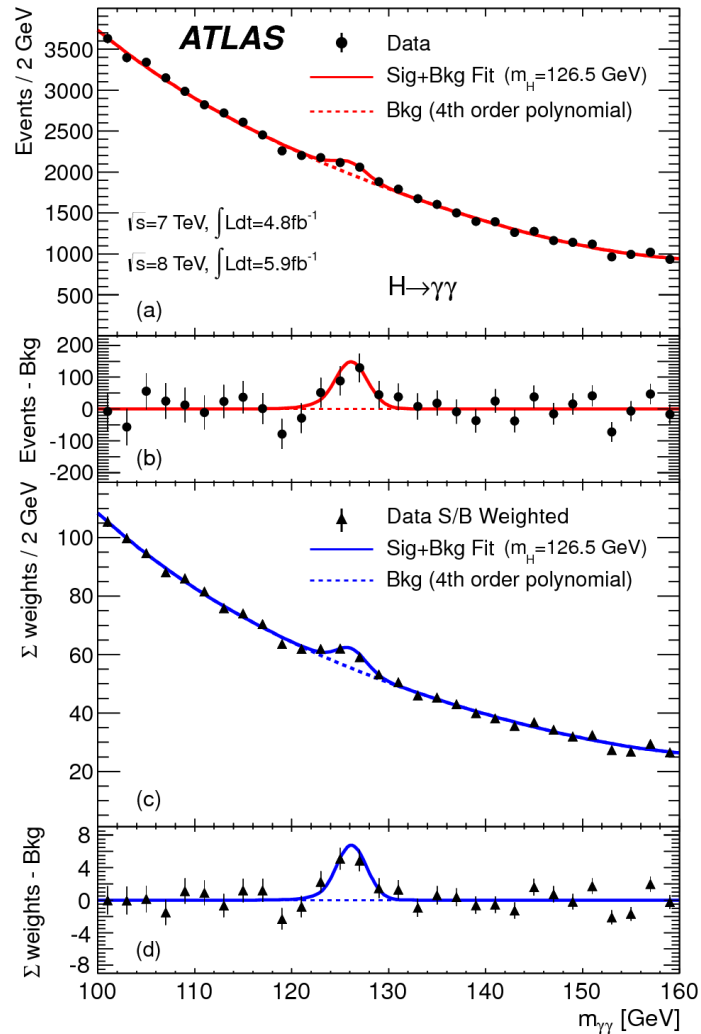 ATLAS
Data
Sig+Bkg Fit (m_H=126.5 GeV)
Bkg (4th order polynomial)
Events / 2 GeV
3500
3000
2500
2000
1500
1000
500
√s=7 TeV, ∫Ldt=4.8fb⁻¹
√s=8 TeV, ∫Ldt=5.9fb⁻¹
H→γγ
(a)
Events - Bkg
200
100
0
-100
-200
(b)
Σ weights / 2 GeV
100
80
60
40
20
Data S/B Weighted
Sig+Bkg Fit (m_H=126.5 GeV)
Bkg (4th order polynomial)
(c)
Σ weights - Bkg
8
4
0
-4
-8
(d)
100 110 120 130 140 150 160
m_γγ [GeV]